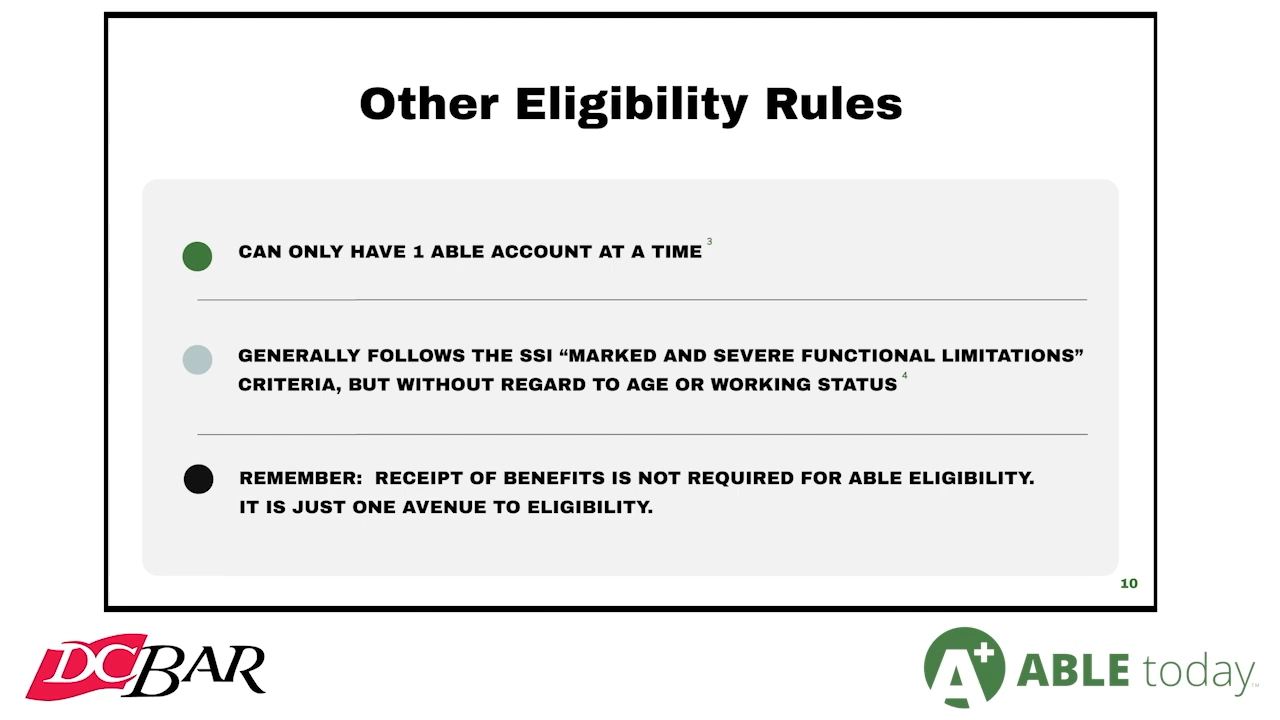 Other Eligibility Rules
CAN ONLY HAVE 1 ABLE ACCOUNT AT A TIME 3
GENERALLY FOLLOWS THE SSI “MARKED AND SEVERE FUNCTIONAL LIMITATIONS”
CRITERIA, BUT WITHOUT REGARD TO AGE OR WORKING STATUS 4
REMEMBER:  RECEIPT OF BENEFITS IS NOT REQUIRED FOR ABLE ELIGIBILITY.
IT IS JUST ONE AVENUE TO ELIGIBILITY.
10
DCBAR
A+ ABLE today™